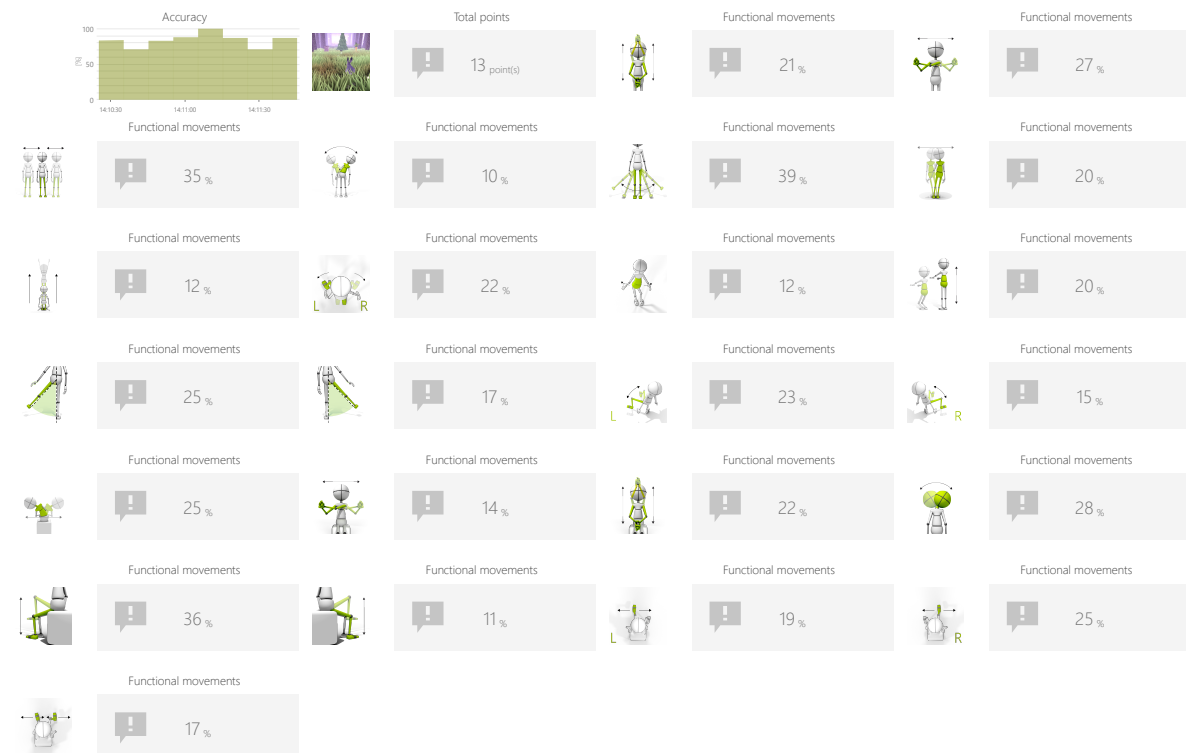 Accuracy
Total points
Functional movements
Functional movements
100
50
0
[%]
14:10:30
14:11:00
14:11:30
13 point(s)
21 %
27 %
Functional movements
Functional movements
Functional movements
Functional movements
35 %
10 %
39 %
20 %
Functional movements
Functional movements
Functional movements
Functional movements
12 %
L R
22 %
12 %
20 %
Functional movements
Functional movements
Functional movements
Functional movements
25 %
17 %
L
23 %
R
15 %
Functional movements
Functional movements
Functional movements
Functional movements
25 %
14 %
22 %
28 %
Functional movements
Functional movements
Functional movements
Functional movements
36 %
11 %
L
19 %
R
25 %
Functional movements
17 %